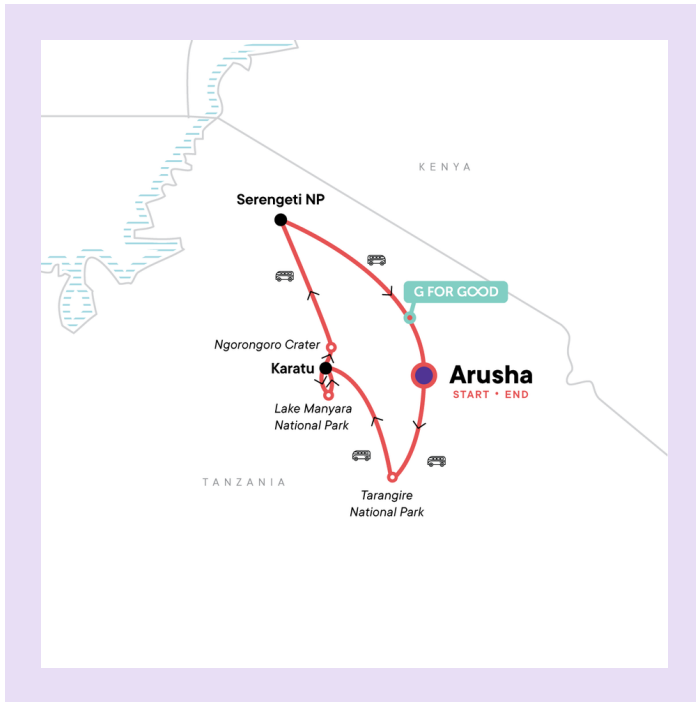 KENYA
Serengeti NP
G FOR GOOD
Ngorongoro Crater
Karatu
Arusha
START • END
Lake Manyara
National Park
TANZANIA
Tarangire
National Park